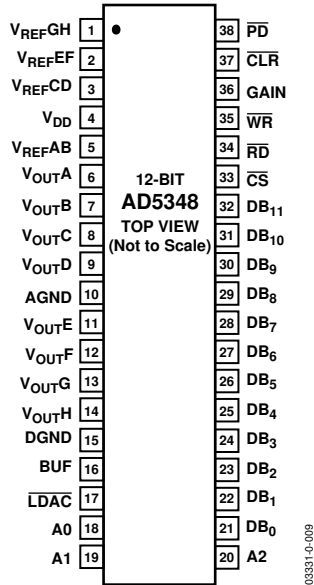 VREFGH 1
VREFEF 2
VREFCD 3
VDD 4
VREFAB 5
VOUTA 6
VOUTB 7
VOUTC 8
VOUTD 9
AGND 10
VOUTE 11
VOUTF 12
VOUTG 13
VOUTH 14
DGND 15
BUF 16
LDAC 17
A0 18
A1 19
12-BIT
AD5348
TOP VIEW
(Not to Scale)
38 PD
37 CLR
36 GAIN
35 WR
34 RD
33 CS
32 DB11
31 DB10
30 DB9
29 DB8
28 DB7
27 DB6
26 DB5
25 DB4
24 DB3
23 DB2
22 DB1
21 DB0
20 A2
03331-0-009